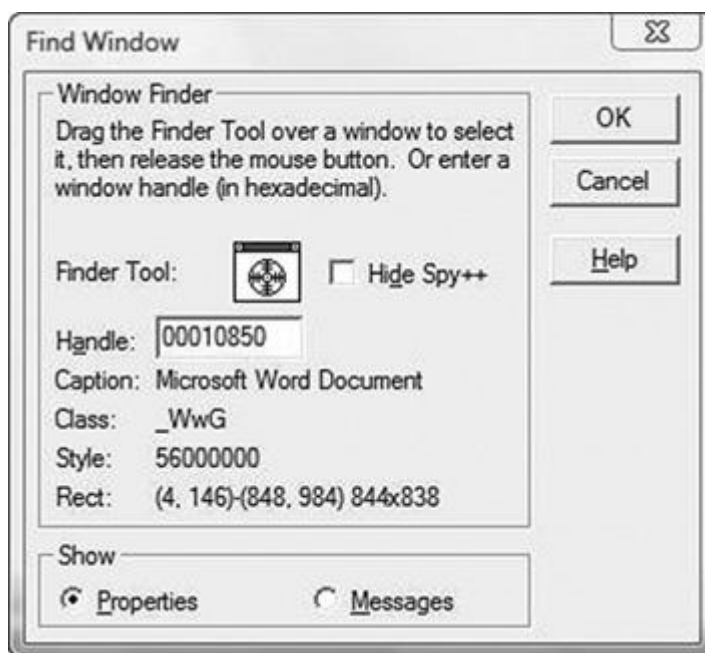 Find Window
Window Finder
Drag the Finder Tool over a window to select
it, then release the mouse button. Or enter a
window handle (in hexadecimal).
Finder Tool:
Hide Spy++
Handle: 00010850
Caption: Microsoft Word Document
Class: _WwG
Style: 56000000
Rect: (4, 146)-(848, 984) 844x838
Show
Properties Messages
OK
Cancel
Help